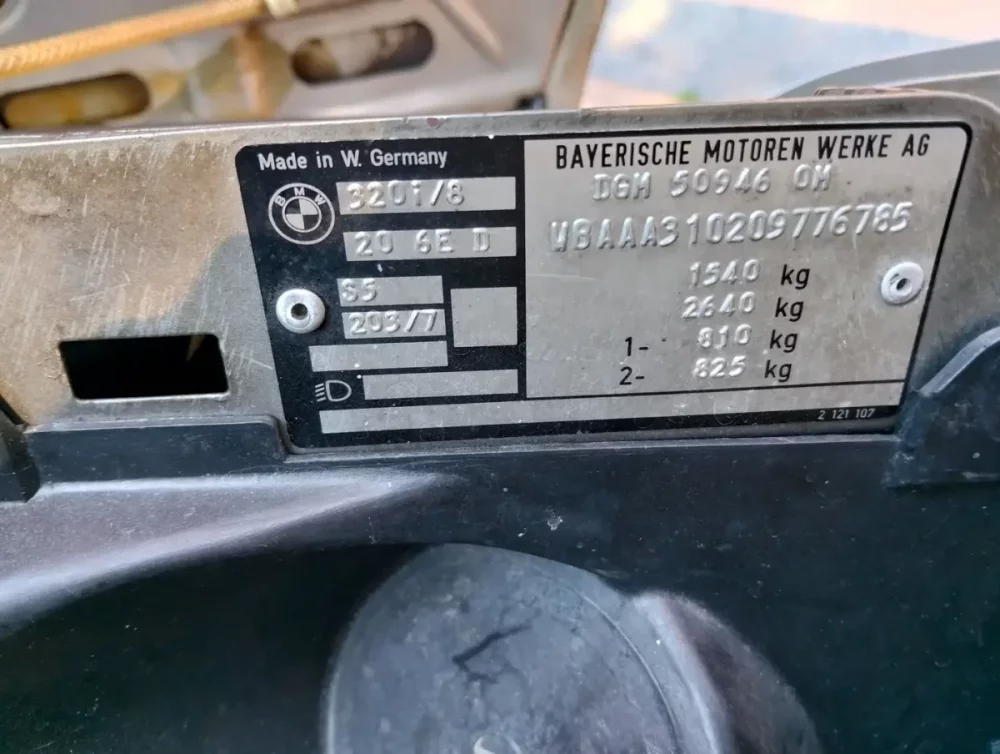 Made in W. Germany
BMW
320i/8
20 6E D
S5
203/7
BAYERISCHE MOTOREN WERKE AG
DGM 50946 OM
WBAAA310209776785
1540 kg
2640 kg
1- 810 kg
2- 825 kg
2 121 107